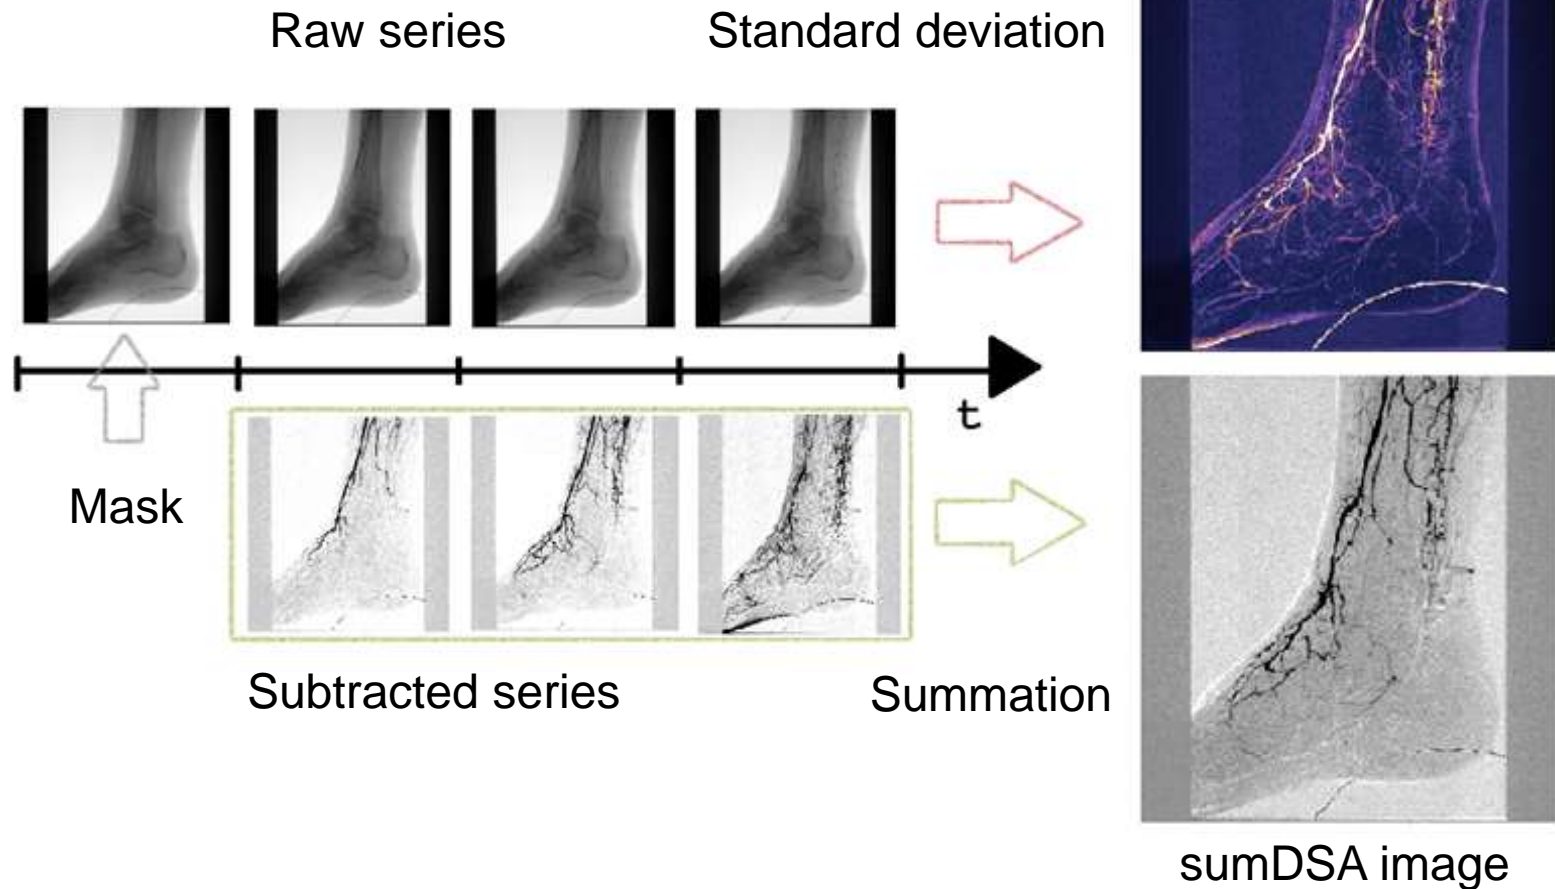 Raw series
Standard deviation
t
Mask
Subtracted series
Summation
sumDSA image